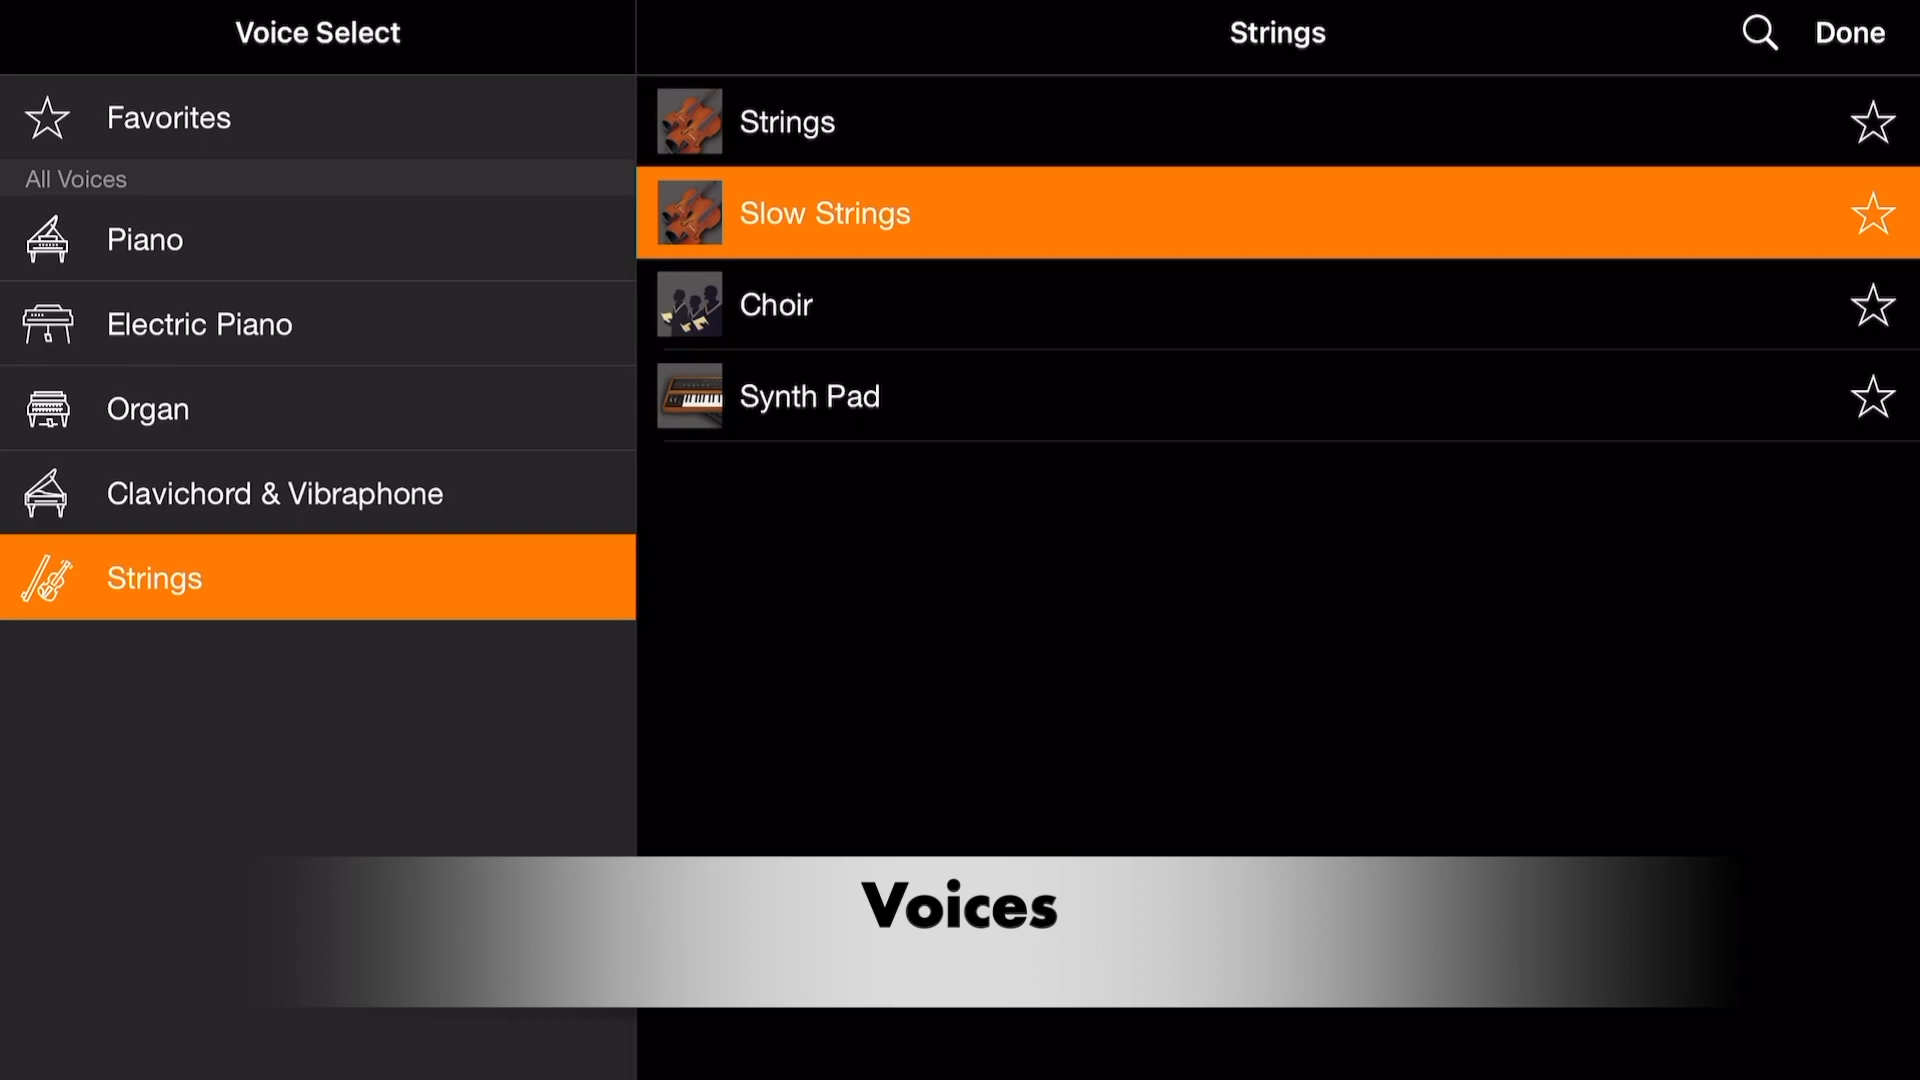 Voice Select
Favorites
All Voices
Piano
Electric Piano
Organ
Clavichord & Vibraphone
Strings
Strings
Done
Strings
Slow Strings
Choir
Synth Pad
Voices